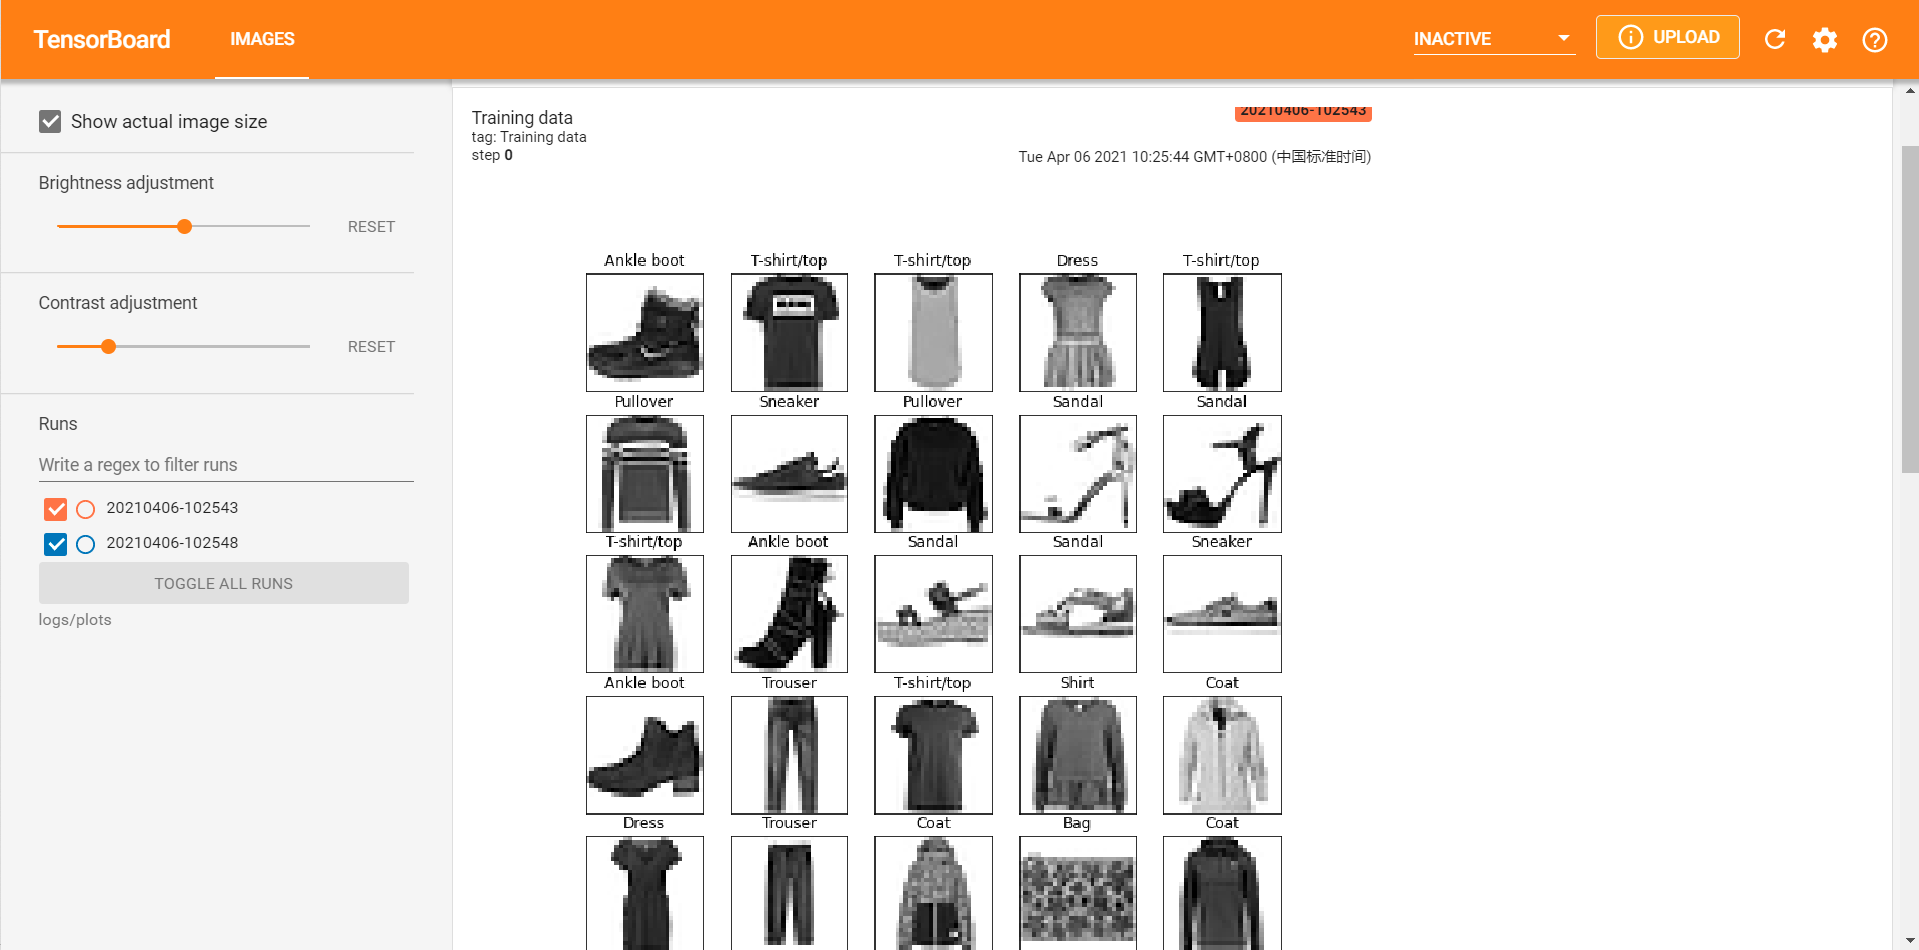 TensorBoard
IMAGES
INACTIVE
UPLOAD
Show actual image size
Brightness adjustment
RESET
Contrast adjustment
RESET
Runs
Write a regex to filter runs
20210406-102543
20210406-102548
TOGGLE ALL RUNS
logs/plots
Training data
tag: Training data
step 0
20210406-102543
Tue Apr 06 2021 10:25:44 GMT+0800 (中国标准时间)
Ankle boot T-shirt/top T-shirt/top Dress T-shirt/top
Pullover Sneaker Pullover Sandal Sandal
T-shirt/top Ankle boot Sandal Sandal Sneaker
Ankle boot Trouser T-shirt/top Shirt Coat
Dress Trouser Coat Bag Coat